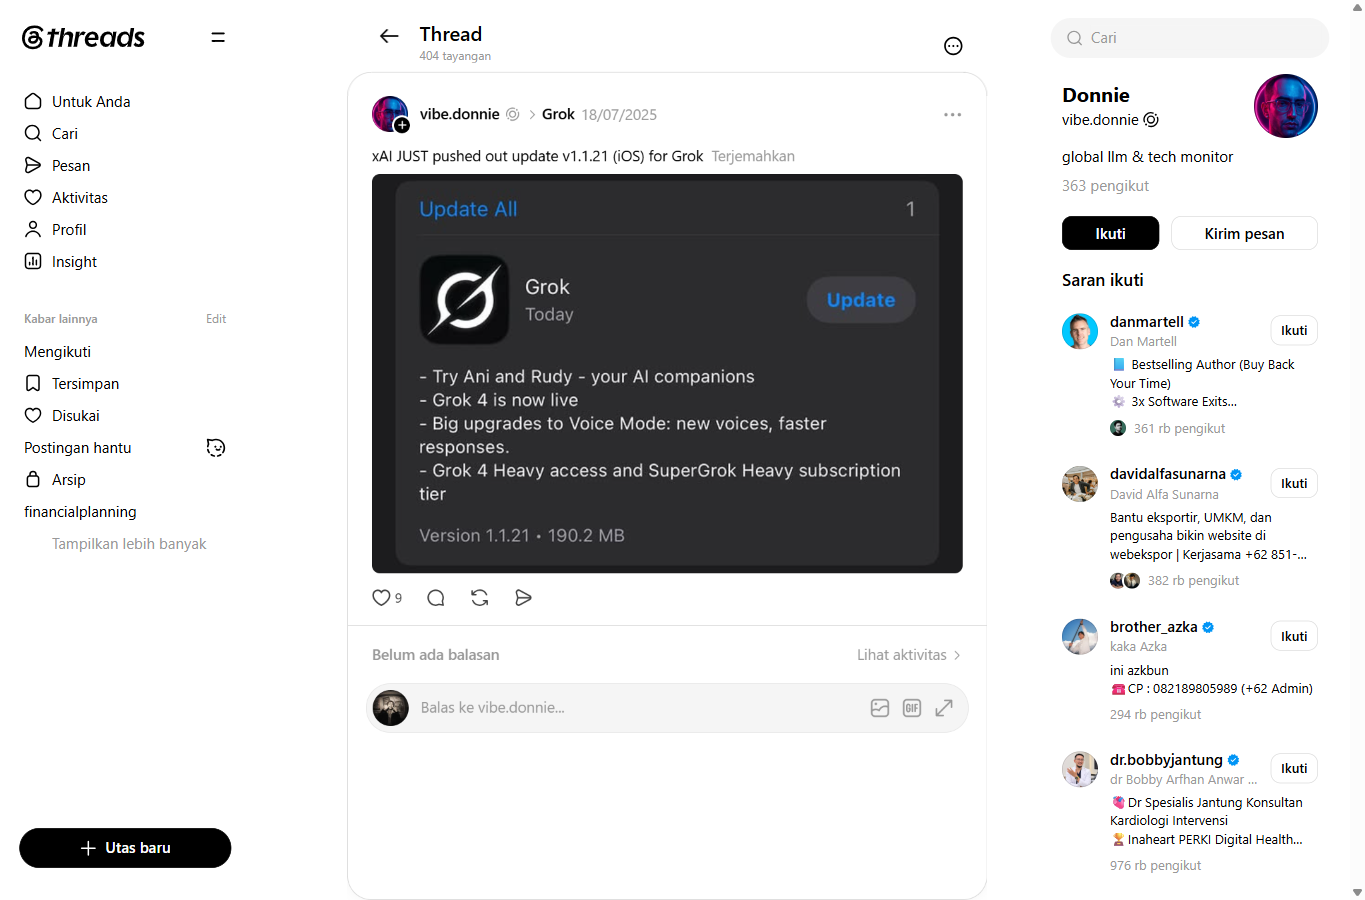 threads
Untuk Anda
Cari
Pesan
Aktivitas
Profil
Insight
Kabar lainnya
Edit
Mengikuti
Tersimpan
Disukai
Postingan hantu
Arsip
financialplanning
Tampilkan lebih banyak
Utas baru
Thread
404 tayangan
vibe.donnie > Grok 18/07/2025
xAI JUST pushed out update v1.1.21 (iOS) for Grok Terjemahkan
Update All 1
Grok
Today
Update
- Try Ani and Rudy - your AI companions
- Grok 4 is now live
- Big upgrades to Voice Mode: new voices, faster
responses.
- Grok 4 Heavy access and SuperGrok Heavy subscription
tier
Version 1.1.21 • 190.2 MB
9
Belum ada balasan
Lihat aktivitas
Balas ke vibe.donnie...
GIF
Cari
Donnie
vibe.donnie
global llm & tech monitor
363 pengikut
Ikuti
Kirim pesan
Saran ikuti
danmartell
Dan Martell
Ikuti
📘 Bestselling Author (Buy Back
Your Time)
⚙️ 3x Software Exits...
361 rb pengikut
davidalfasunarna
David Alfa Sunarna
Ikuti
Bantu eksportir, UMKM, dan
pengusaha bikin website di
webekspor | Kerjasama +62 851-...
382 rb pengikut
brother_azka
kaka Azka
Ikuti
ini azkbun
☎️CP : 082189805989 (+62 Admin)
294 rb pengikut
dr.bobbyjantung
dr Bobby Arfhan Anwar ...
Ikuti
🫀Dr Spesialis Jantung Konsultan
Kardiologi Intervensi
🏆Inaheart PERKI Digital Health...
976 rb pengikut